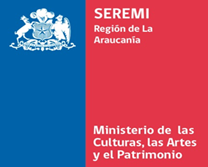 SEREMI
Región de La
Araucanía
Ministerio de las
Culturas, las Artes
y el Patrimonio